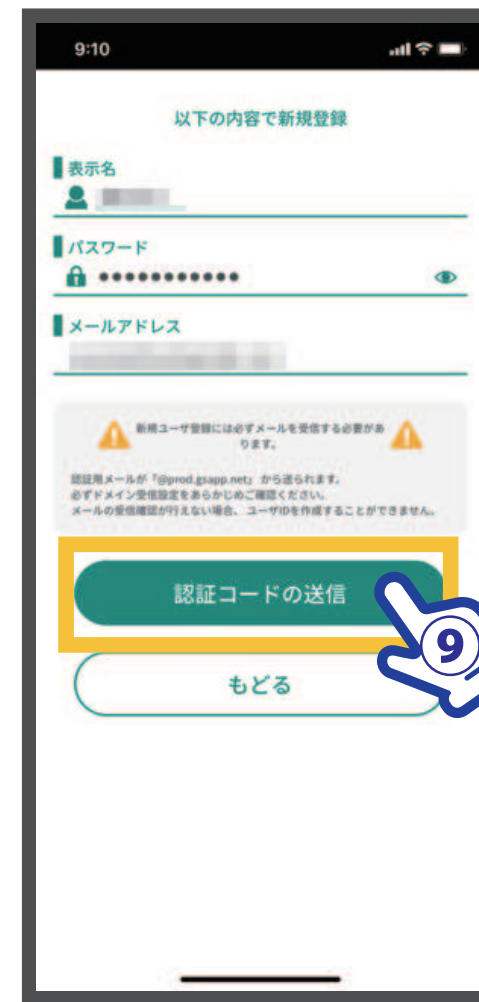 9:10
以下の内容で新規登録
表示名
パスワード
メールアドレス
新規ユーザ登録には必ずメールを受信する必要があ
ります。
認証用メールが「@prod.gsapp.net」から送られます。
必ずドメイン受信設定をあらかじめご確認ください。
メールの受信確認が行えない場合、ユーザIDを作成することができません。
認証コードの送信
9
もどる